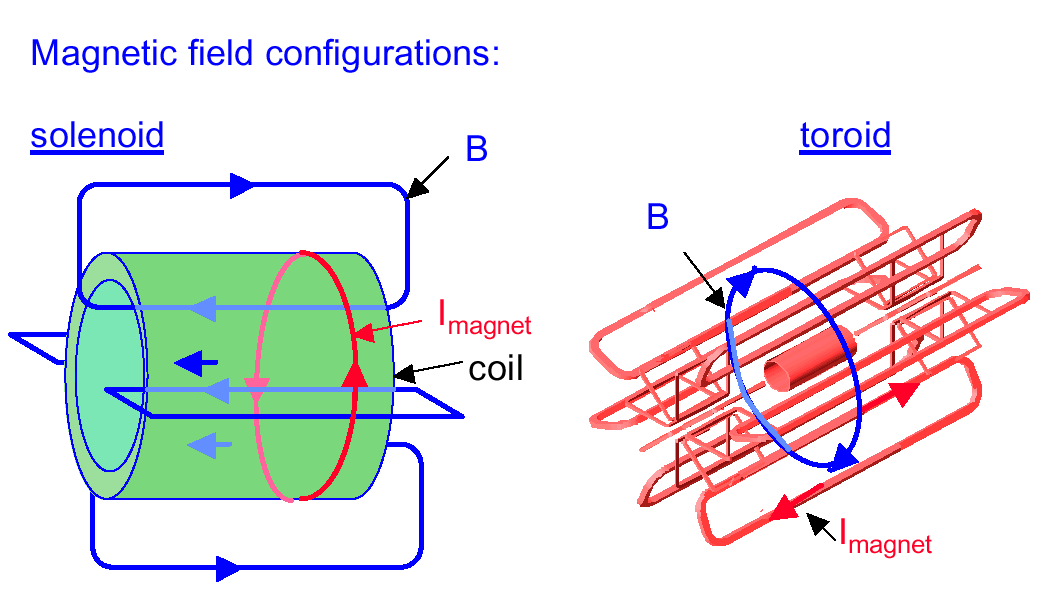 Magnetic field configurations:
solenoid
toroid
B
B
Imagnet
coil
Imagnet